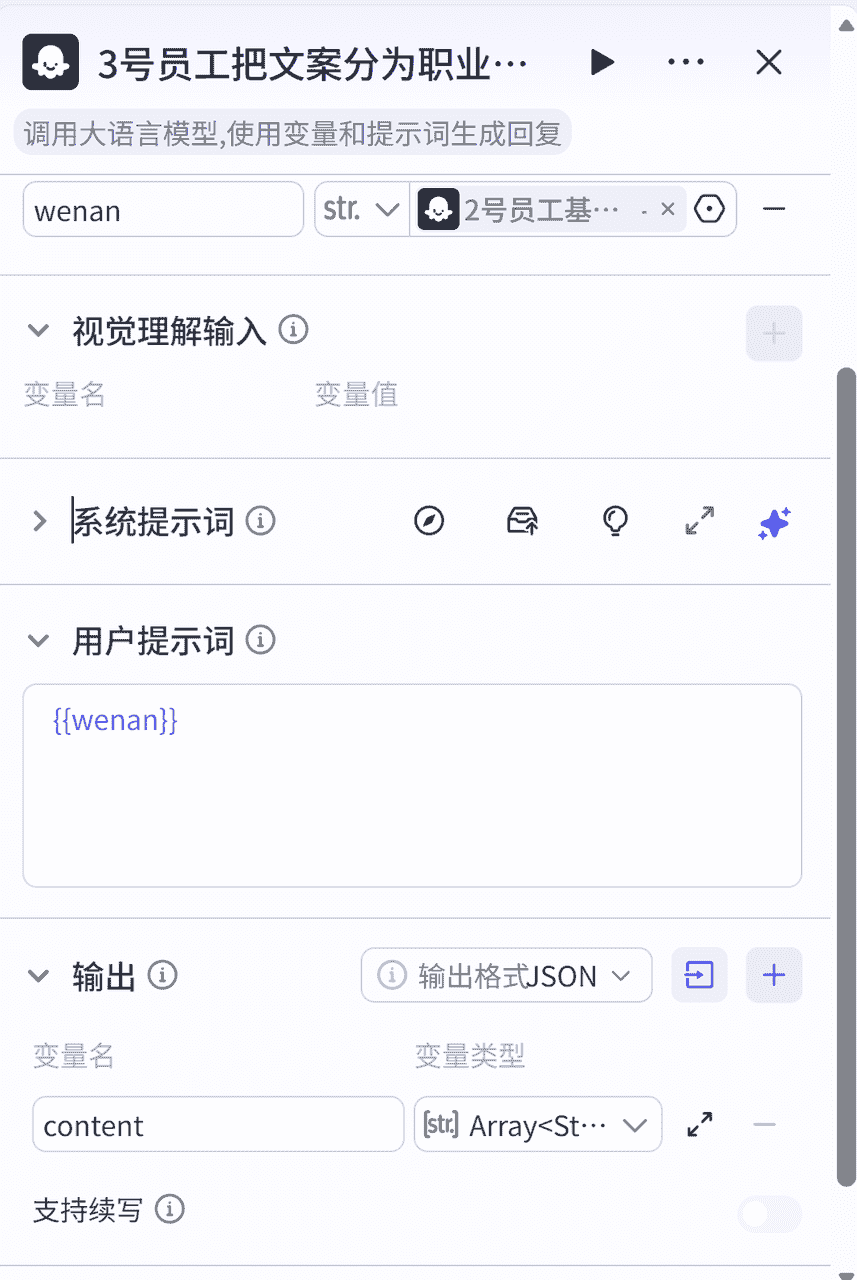 3号员工把文案分为职业…
调用大语言模型,使用变量和提示词生成回复
wenan str. 2号员工基… -
视觉理解输入
变量名 变量值
系统提示词
用户提示词
{{wenan}}
输出 输出格式JSON
变量名 变量类型
content [str.] Array<St…
支持续写